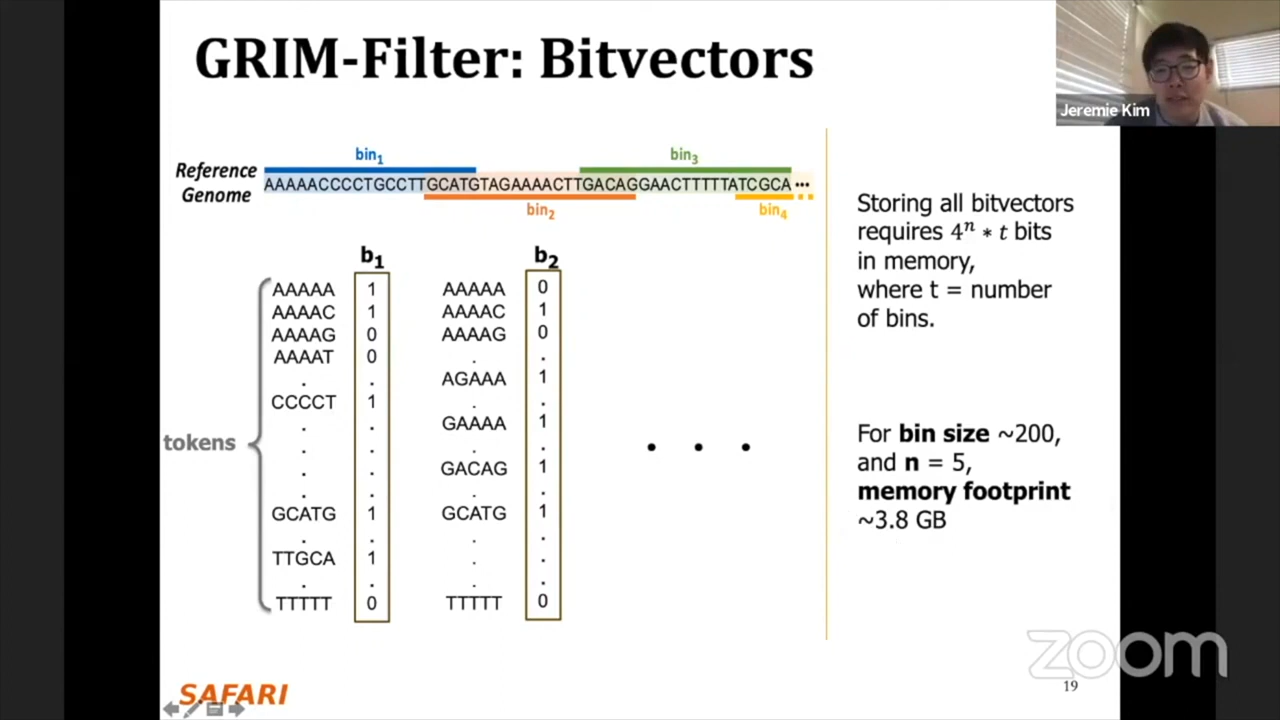 GRIM-Filter: Bitvectors
Jeremie Kim
bin1
bin3
Reference
Genome
AAAAACCCCTGCCTTGCATGTAGAAAACTTGACAGGAACTTTTTATCGCA ...
bin2
bin4
b1
b2
AAAAA 1 AAAAA 0
AAAAC 1 AAAAC 1
AAAAG 0 AAAAG 0
AAAAT 0 .
. . AGAAA 1
CCCCT 1 . .
. . GAAAA 1
tokens
. . . .
. . GACAG 1
. . . .
GCATG 1 GCATG 1
. . . .
TTGCA 1 . .
. . . .
TTTTT 0 TTTTT 0
. . .
Storing all bitvectors
requires 4^n * t bits
in memory,
where t = number
of bins.
For bin size ~200,
and n = 5,
memory footprint
~3.8 GB
zoom
SAFARI
19